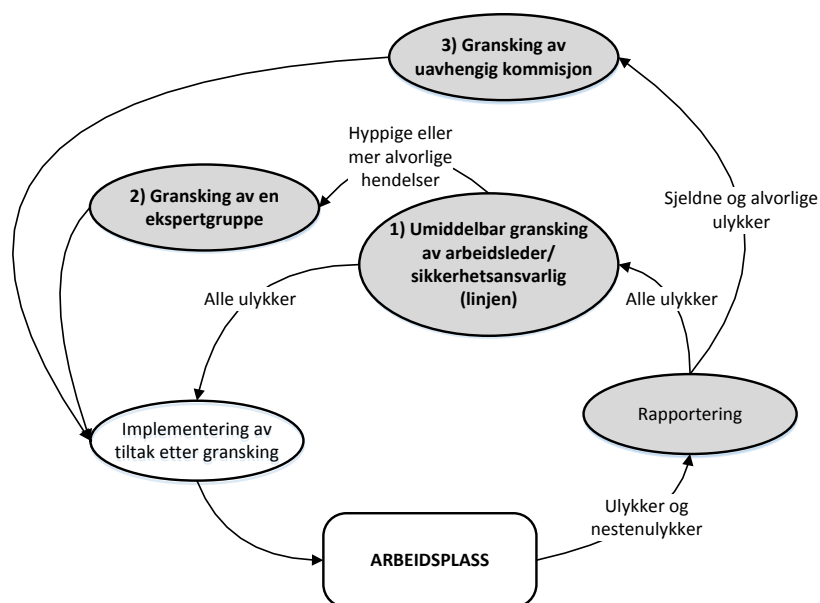 3) Gransking av
uavhengig kommisjon
Hyppige eller
mer alvorlige
hendelser
2) Gransking av en
ekspertgruppe
Sjeldne og alvorlige
ulykker
1) Umiddelbar gransking
av arbeidsleder/
sikkerhetsansvarlig
(linjen)
Alle ulykker
Alle ulykker
Rapportering
Implementering av
tiltak etter gransking
Ulykker og
nestenulykker
ARBEIDSPLASS